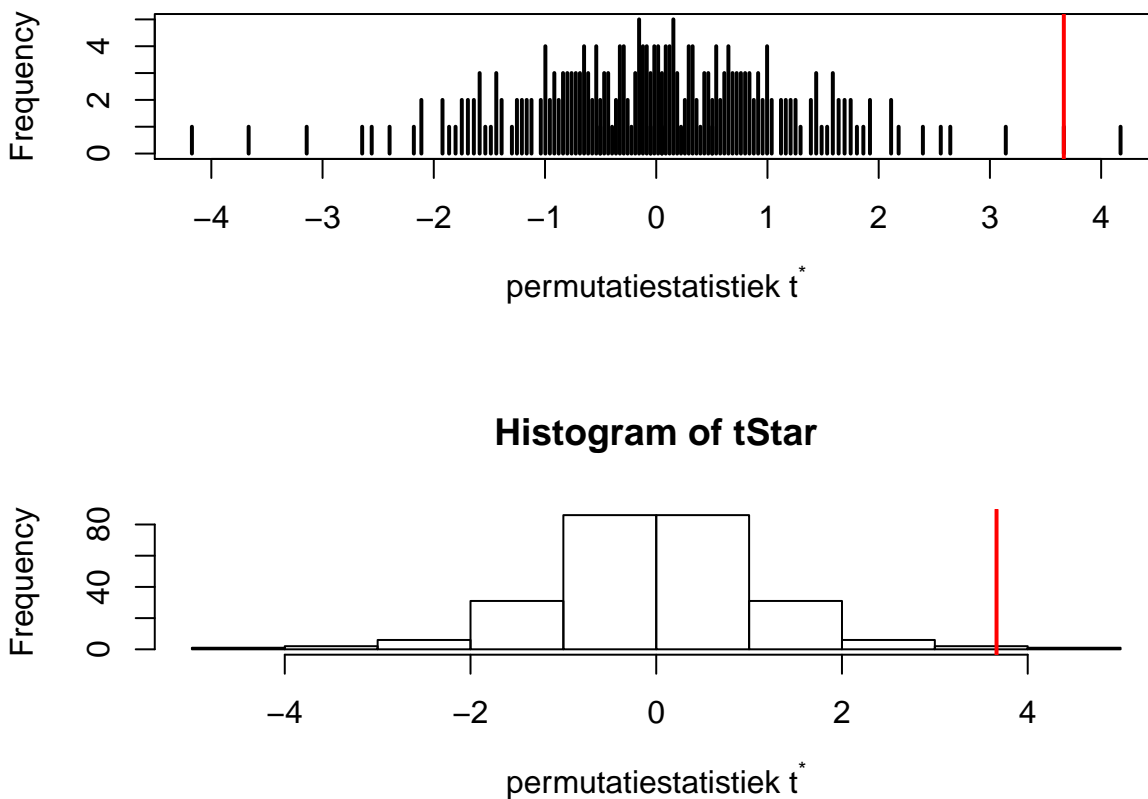 Frequency
4
2
0
−4 −3 −2 −1 0 1 2 3 4
permutatiestatistiek t*
Histogram of tStar
Frequency
80
40
0
−4 −2 0 2 4
permutatiestatistiek t*